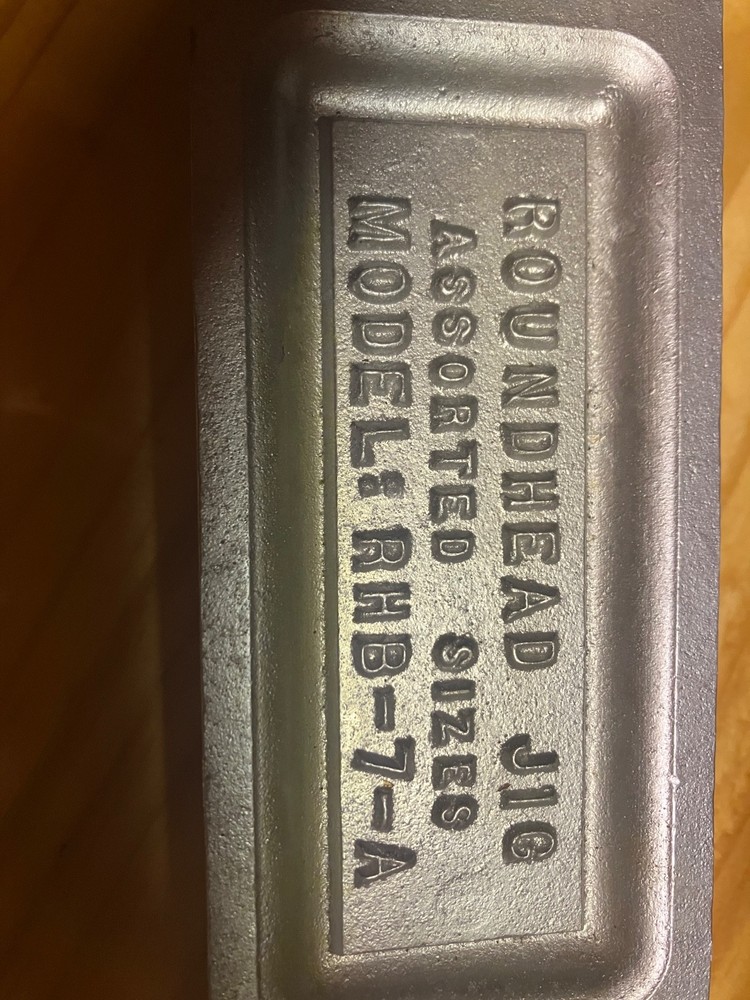 ROUNDHEAD JIG
ASSORTED SIZES
MODEL: RHB-7-A